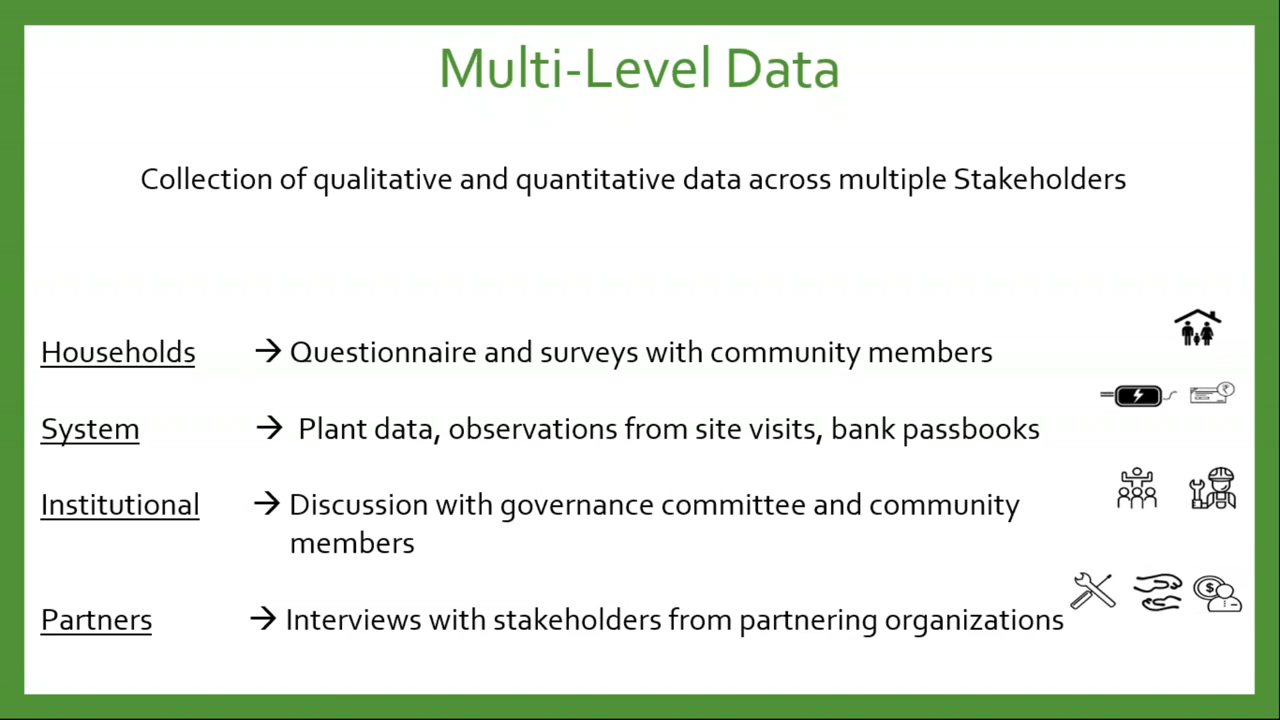 Multi-Level Data
Collection of qualitative and quantitative data across multiple Stakeholders
Households → Questionnaire and surveys with community members
System → Plant data, observations from site visits, bank passbooks
Institutional → Discussion with governance committee and community
members
Partners → Interviews with stakeholders from partnering organizations